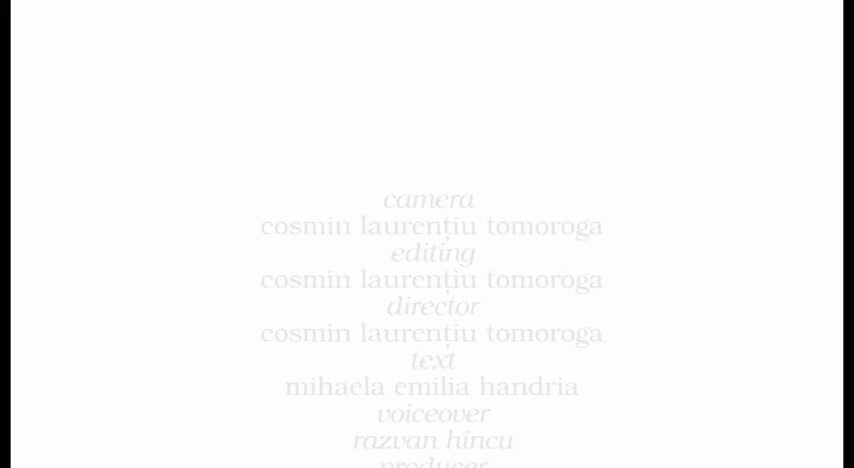 camera
cosmin laurențiu tomoroga
editing
cosmin laurențiu tomoroga
director
cosmin laurențiu tomoroga
text
mihaela emilia handria
voiceover
razvan hîncu
producer